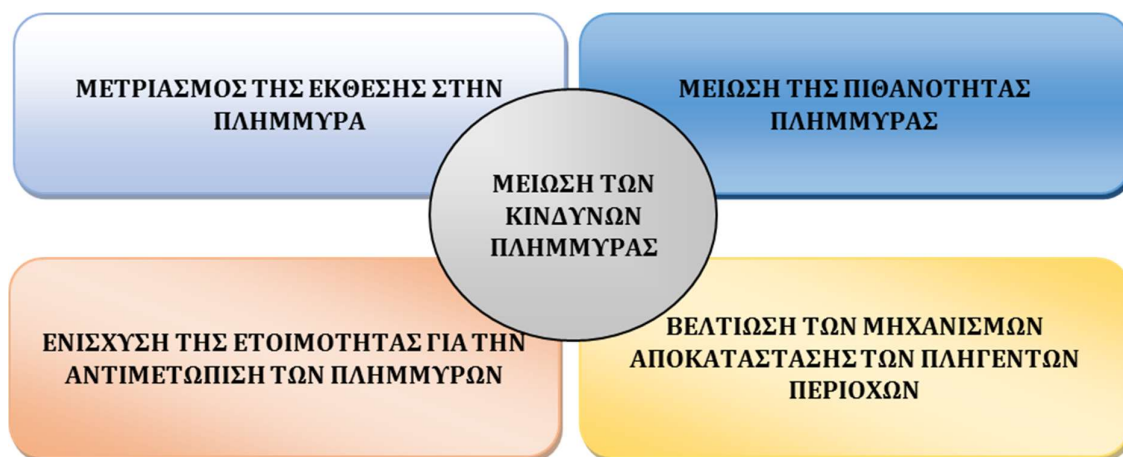 ΜΕΤΡΙΑΣΜΟΣ ΤΗΣ ΕΚΘΕΣΗΣ ΣΤΗΝ
ΠΛΗΜΜΥΡΑ
ΜΕΙΩΣΗ ΤΗΣ ΠΙΘΑΝΟΤΗΤΑΣ
ΠΛΗΜΜΥΡΑΣ
ΜΕΙΩΣΗ ΤΩΝ
ΚΙΝΔΥΝΩΝ
ΠΛΗΜΜΥΡΑΣ
ΕΝΙΣΧΥΣΗ ΤΗΣ ΕΤΟΙΜΟΤΗΤΑΣ ΓΙΑ ΤΗΝ
ΑΝΤΙΜΕΤΩΠΙΣΗ ΤΩΝ ΠΛΗΜΜΥΡΩΝ
ΒΕΛΤΙΩΣΗ ΤΩΝ ΜΗΧΑΝΙΣΜΩΝ
ΑΠΟΚΑΤΑΣΤΑΣΗΣ ΤΩΝ ΠΛΗΓΕΝΤΩΝ
ΠΕΡΙΟΧΩΝ